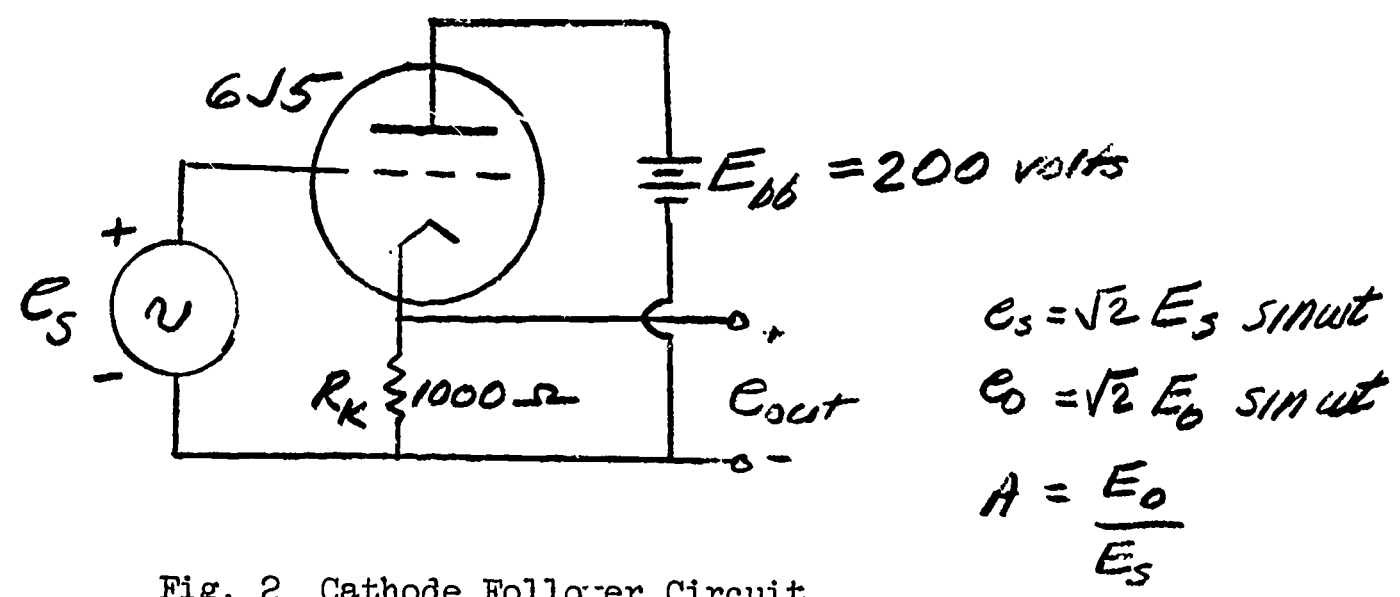 6J5
+
e_s
~
-
E_bb = 200 volts
R_K 1000 Ω
+
e_out
-
e_s = √2 E_s sin ωt
e_o = √2 E_o sin ωt
A = E_o / E_s
Fig. 2 Cathode Follower Circuit